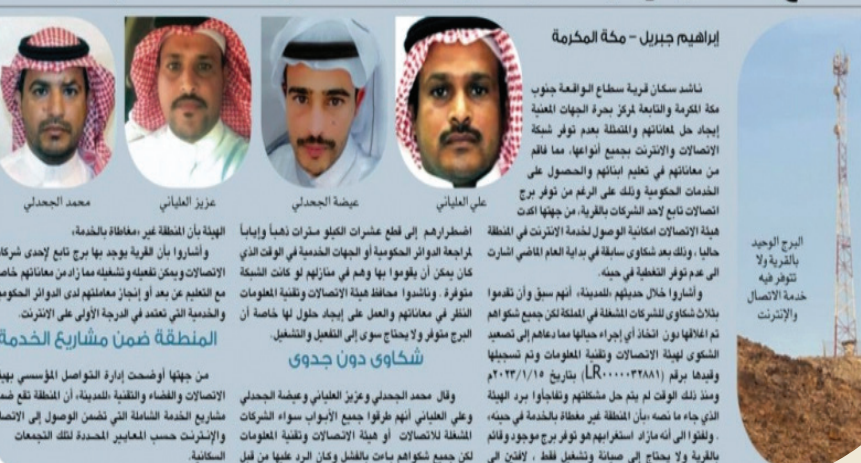 إبراهيم جبريل – مكة المكرمة
ناشد سكان قرية سطاع الواقعة جنوب
مكة المكرمة والتابعة لمركز بحرة الجهات المعنية
إيجاد حل لمعاناتهم والمتمثلة بعدم توفر شبكة
الاتصالات والانترنت بجميع أنواعها، مما فاقم
من معاناتهم في تعليم ابنائهم والحصول على
الخدمات الحكومية وذلك على الرغم من توفر برج
اتصالات تابع لاحد الشركات بالقرية، من جهتها اكدت
هيئة الاتصالات امكانية الوصول لخدمة الانترنت في المنطقة
حاليا ، وذلك بعد شكاوى سابقة في بداية العام الماضي اشارت
الى عدم توفر التغطية في حينه.
وأشاروا خلال حديثهم «للمدينة»، أنهم سبق وأن تقدموا
بثلاث شكاوى للشركات المشغلة في المملكة لكن جميع شكواهم
تم اغلاقها دون اتخاذ أي إجراء حيالها مما دعاهم إلى تصعيد
الشكوى لهيئة الاتصالات وتقنية المعلومات وتم تسجيلها
وقيدها برقم (LR٠٠٠٠٠٣٢٨٨١) بتاريخ ٢٠٢٣/١/١٥م
ومنذ ذلك الوقت لم يتم حل مشكلتهم وتفاجأوا برد الهيئة
الذي جاء ما نصه «بأن المنطقة غير مغطاة بالخدمة في حينه»
. ولفتوا الى أنه مازاد استغرابهم هو توفر برج موجود وقائم
بالقرية ولا يحتاج إلى صيانة وتشغيل فقط ، لافتين الى
علي العلياني
عيضة الجحدلي
عزيز العلياني
محمد الجحدلي
اضطرارهم إلى قطع عشرات الكيلو مترات ذهباً وإياباً
لمراجعة الدوائر الحكومية أو الجهات الخدمية في الوقت الذي
كان يمكن أن يقوموا بها وهم في منازلهم لو كانت الشبكة
متوفرة . وناشدوا محافظ هيئة الاتصالات وتقنية المعلومات
النظر في معاناتهم والعمل على إيجاد حلول لها خاصة أن
البرج متوفر ولا يحتاج سوى إلى التفعيل والتشغيل.
شكاوى دون جدوى
وقال محمد الجحدلي وعزيز العلياني وعيضة الجحدلي
وعلي العلياني أنهم طرقوا جميع الأبواب سواء الشركات
المشغلة للاتصالات أو هيئة الاتصالات وتقنية المعلومات
لكن جميع شكواهم باءت بالفشل وكان الرد عليها من قبل
الهيئة بأن المنطقة غير «مغطاة بالخدمة»
وأشاروا بأن القرية يوجد بها برج تابع لإحدى شركات
الاتصالات ويمكن تفعيله وتشغيله مما زاد من معاناتهم خاصة
مع التعليم عن بعد أو إنجاز معاملتهم لدى الدوائر الحكومية
والخدمية التي تعتمد في الدرجة الأولى على الانترنت.
المنطقة ضمن مشاريع الخدمة
من جهتها أوضحت إدارة التواصل المؤسسي بهيئة
الاتصالات والفضاء والتقنية «للمدينة»، أن المنطقة تقع ضمن
مشاريع الخدمة الشاملة التي تضمن الوصول إلى الاتصالات
والإنترنت حسب المعايير المحددة لتلك التجمعات
السكانية.
البرج الوحيد
بالقرية ولا
تتوفر فيه
خدمة الاتصال
والإنترنت